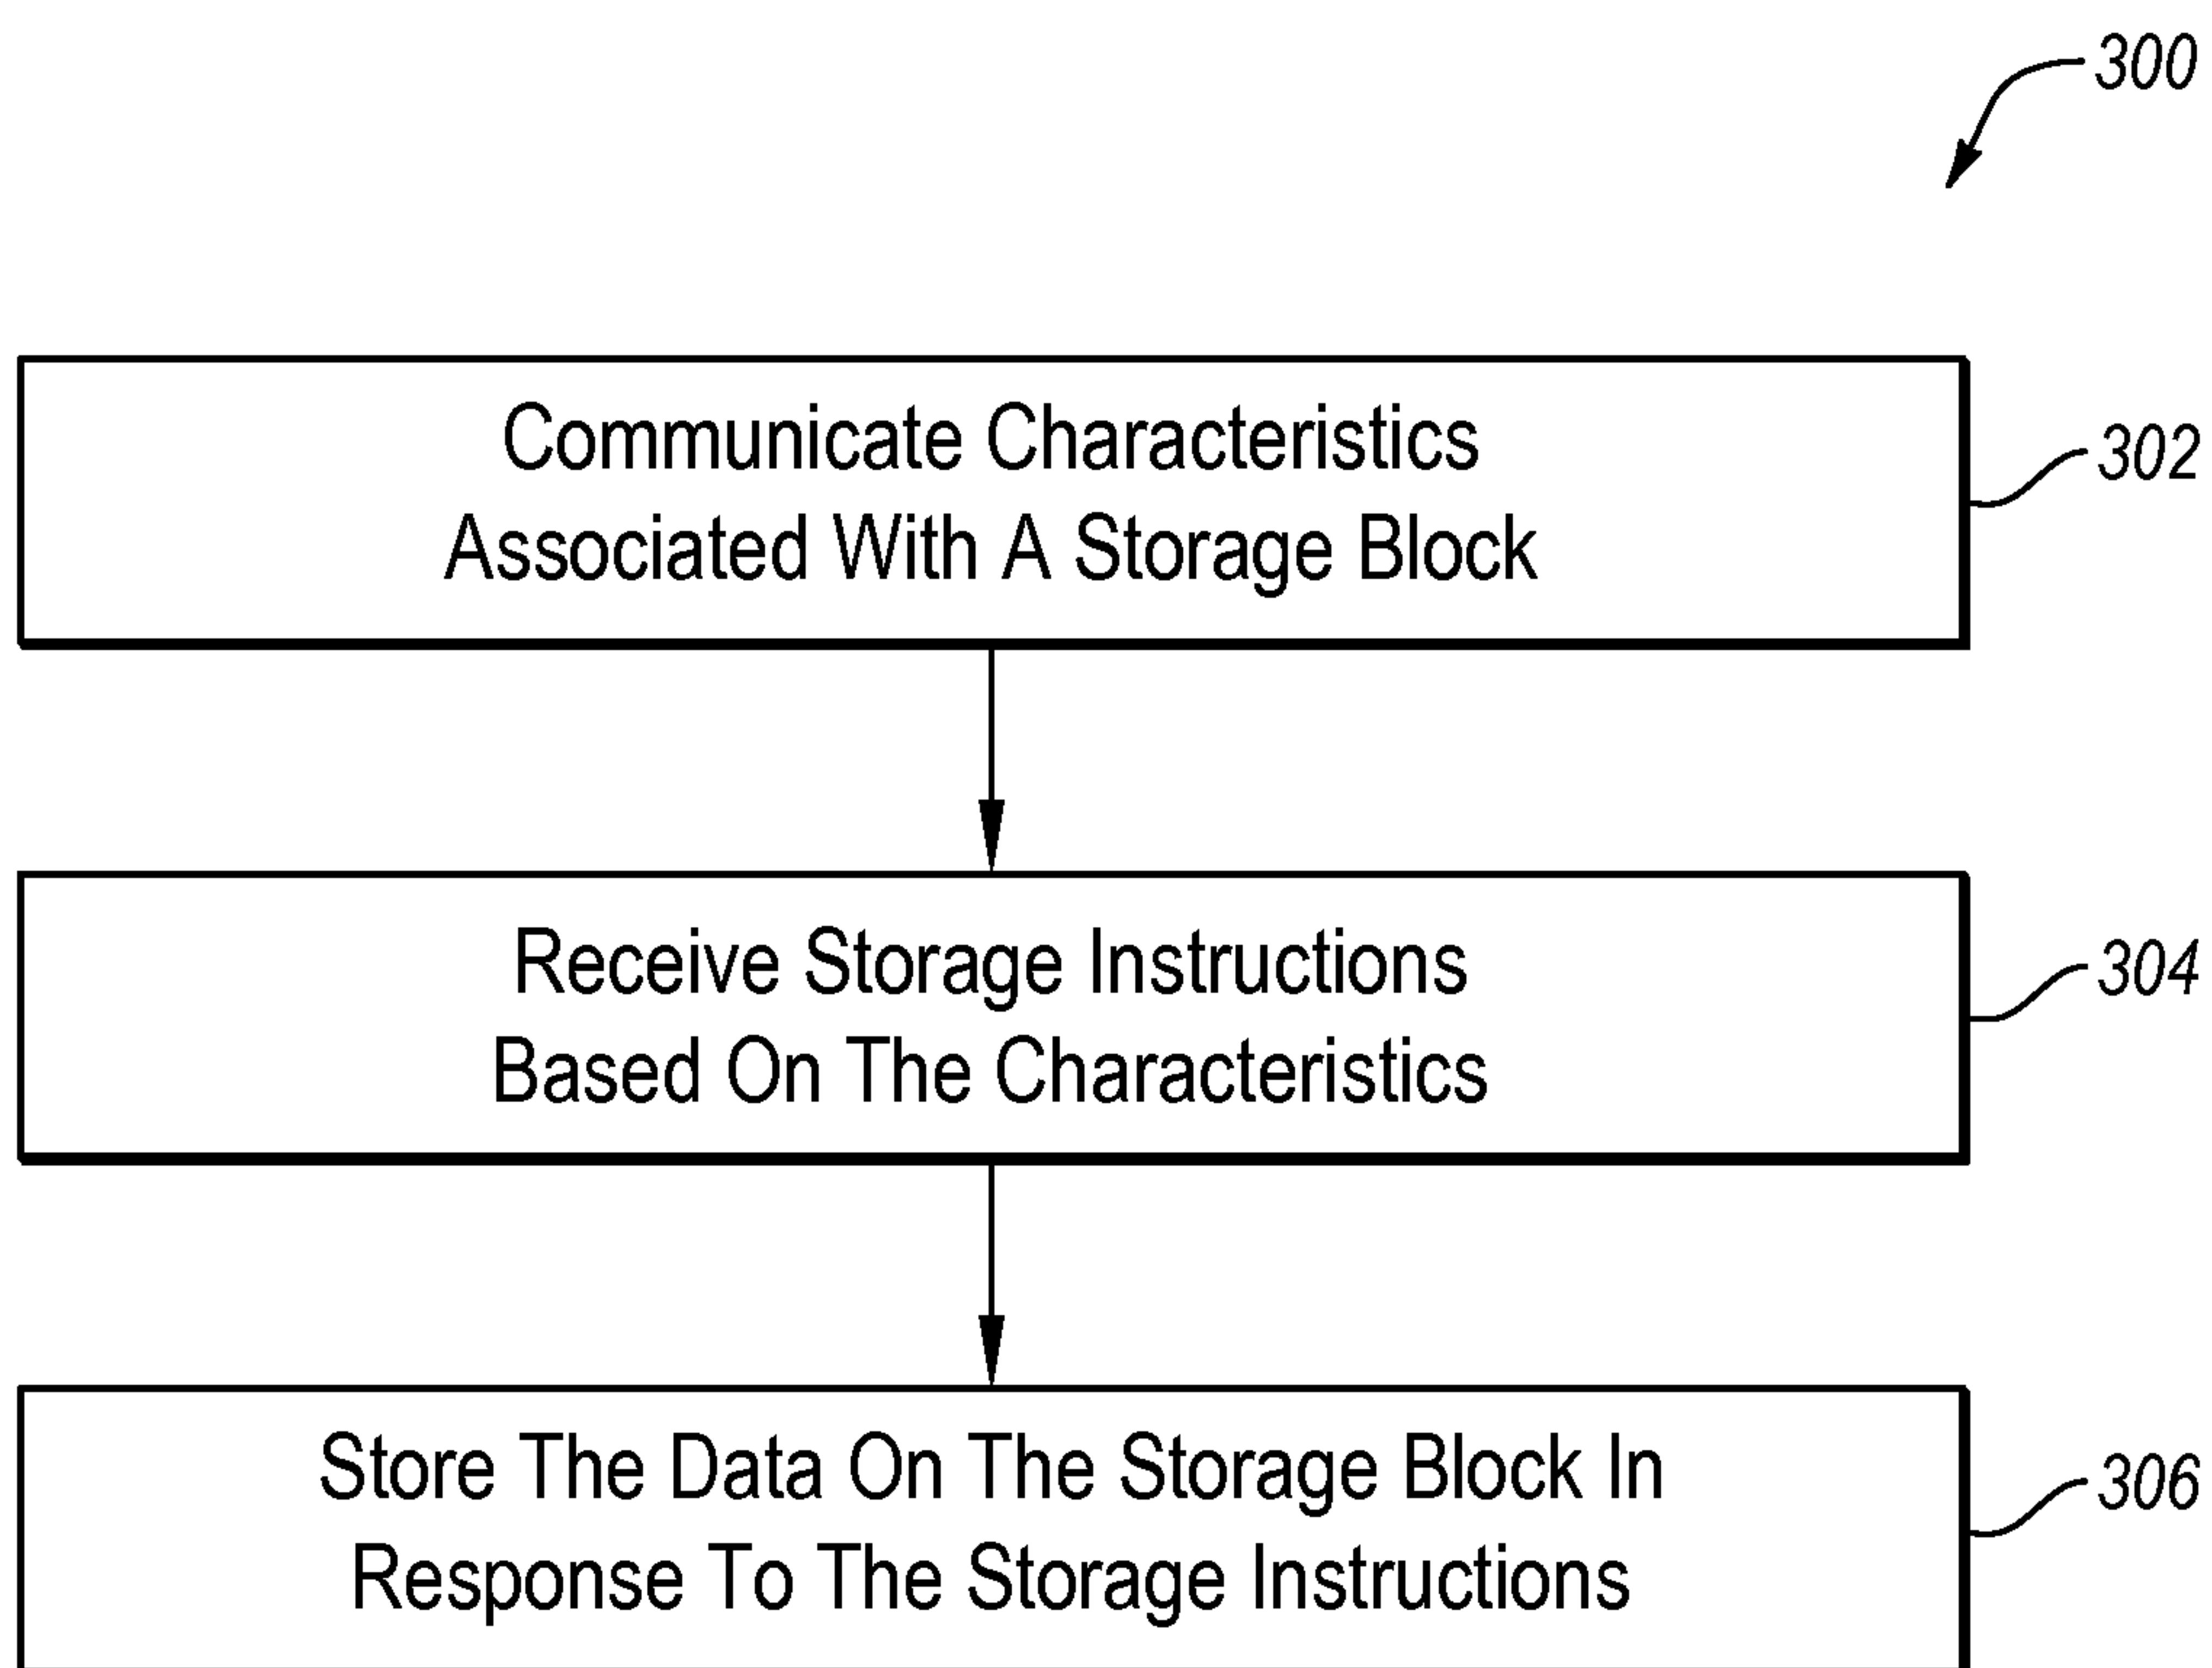 300
Communicate Characteristics
Associated With A Storage Block
302
Receive Storage Instructions
Based On The Characteristics
304
Store The Data On The Storage Block In
Response To The Storage Instructions
306